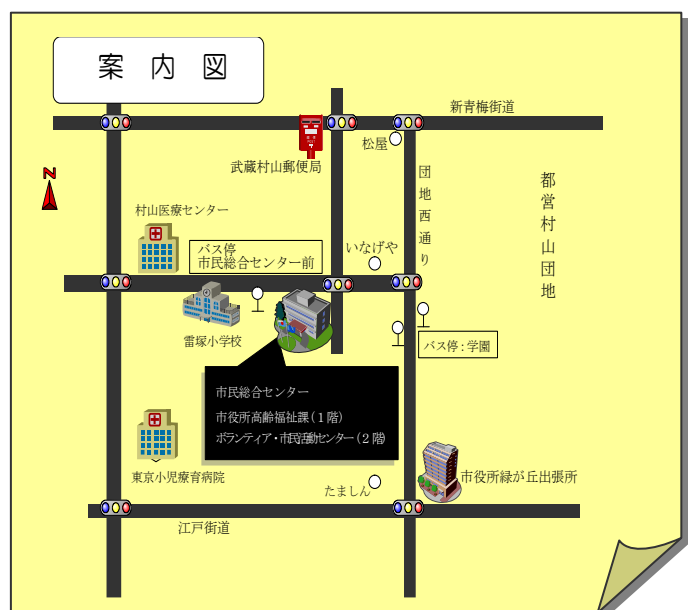 案内図
新青梅街道
松屋
武蔵村山郵便局
N
団地西通り
都営村山団地
村山医療センター
バス停
市民総合センター前
いなげや
雷塚小学校
バス停:学園
市民総合センター
市役所高齢福祉課(1階)
ボランティア・市民活動センター(2階)
東京小児療育病院
たましん
市役所緑が丘出張所
江戸街道